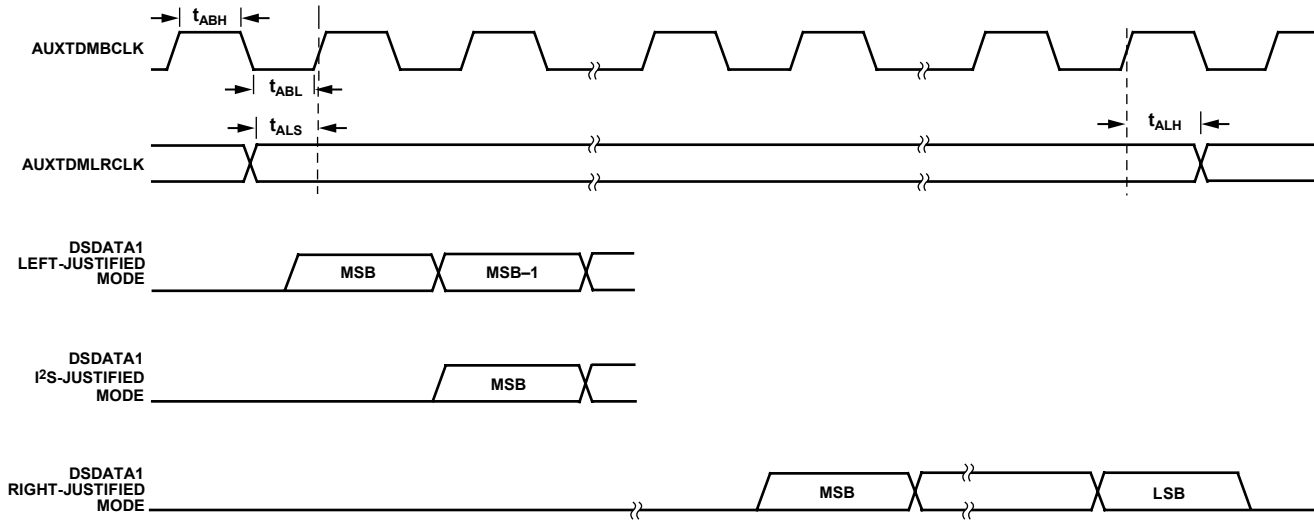 tABH
AUXTDMBCLK
tABL
tALS
tALH
AUXTDMLRCLK
DSDATA1
LEFT-JUSTIFIED
MODE
MSB
MSB–1
DSDATA1
I²S-JUSTIFIED
MODE
MSB
DSDATA1
RIGHT-JUSTIFIED
MODE
MSB
LSB